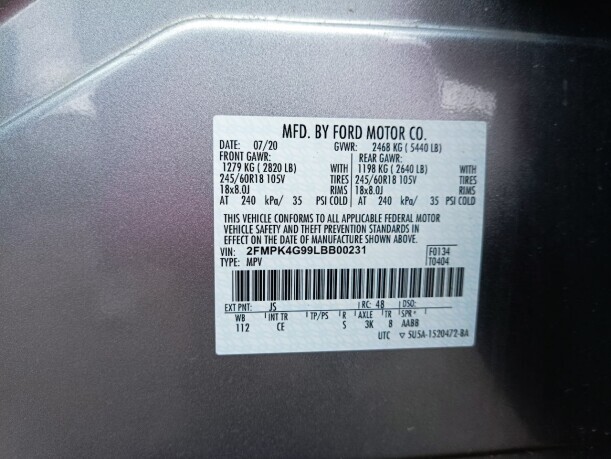 MFD. BY FORD MOTOR CO.
DATE: 07/20 GVWR: 2468 KG ( 5440 LB)
FRONT GAWR: REAR GAWR:
1279 KG ( 2820 LB) WITH 1198 KG ( 2640 LB) WITH
245/60R18 105V TIRES 245/60R18 105V TIRES
18x8.0J RIMS 18x8.0J RIMS
AT 240 kPa/ 35 PSI COLD AT 240 kPa/ 35 PSI COLD
THIS VEHICLE CONFORMS TO ALL APPLICABLE FEDERAL MOTOR
VEHICLE SAFETY AND THEFT PREVENTION STANDARDS IN
EFFECT ON THE DATE OF MANUFACTURE SHOWN ABOVE.
VIN: 2FMPK4G99LBB00231 F0134
TYPE: MPV T0404
EXT PNT: JS RC: 48 DSO:
WB INT TR TP/PS R AXLE TR SPR
112 CE S 3K 8 AABB
UTC ▽ SU5A-1520472-BA